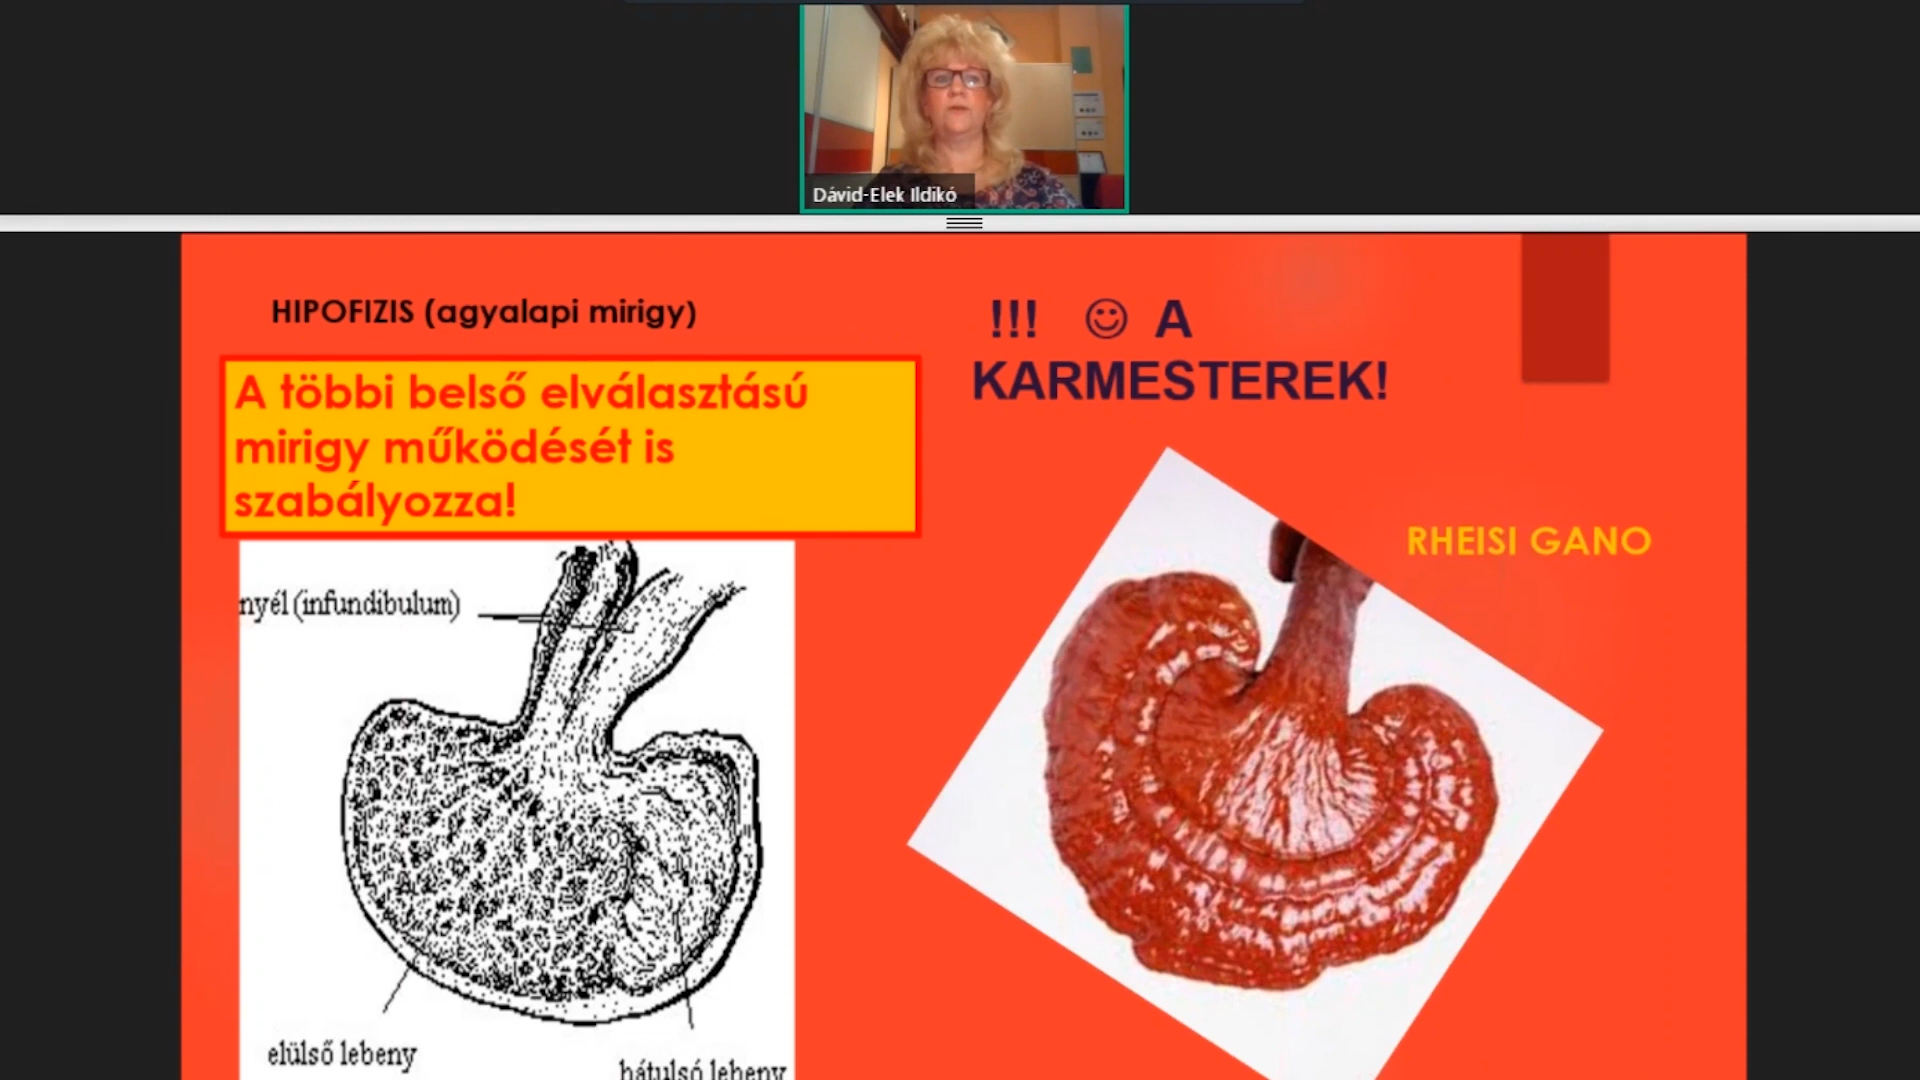 Dávid-Elek Ildikó
HIPOFIZIS (agyalapi mirigy)
A többi belső elválasztású
mirigy működését is
szabályozza!
nyél (infundibulum)
elülső lebeny
hátulsó lebeny
!!! ☺ A
KARMESTEREK!
RHEISI GANO